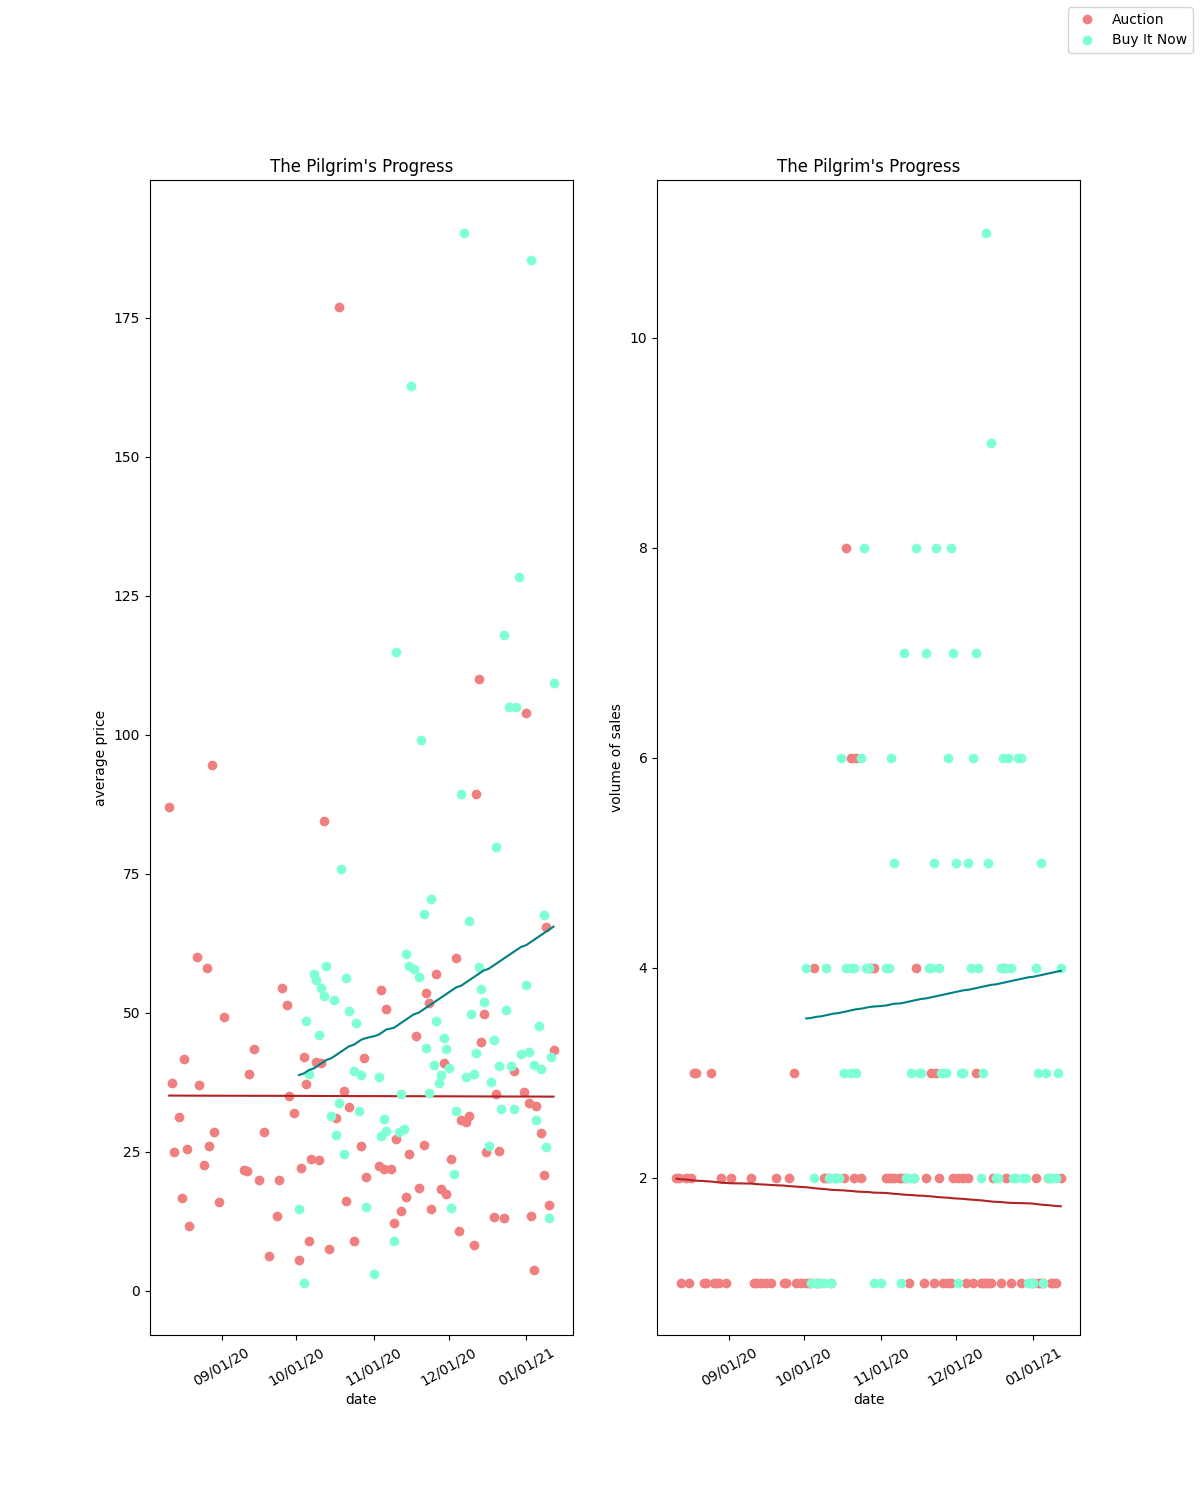 Auction
Buy It Now
The Pilgrim's Progress
average price
175
150
125
100
75
50
25
0
09/01/20
10/01/20
11/01/20
12/01/20
01/01/21
date
The Pilgrim's Progress
volume of sales
10
8
6
4
2
09/01/20
10/01/20
11/01/20
12/01/20
01/01/21
date